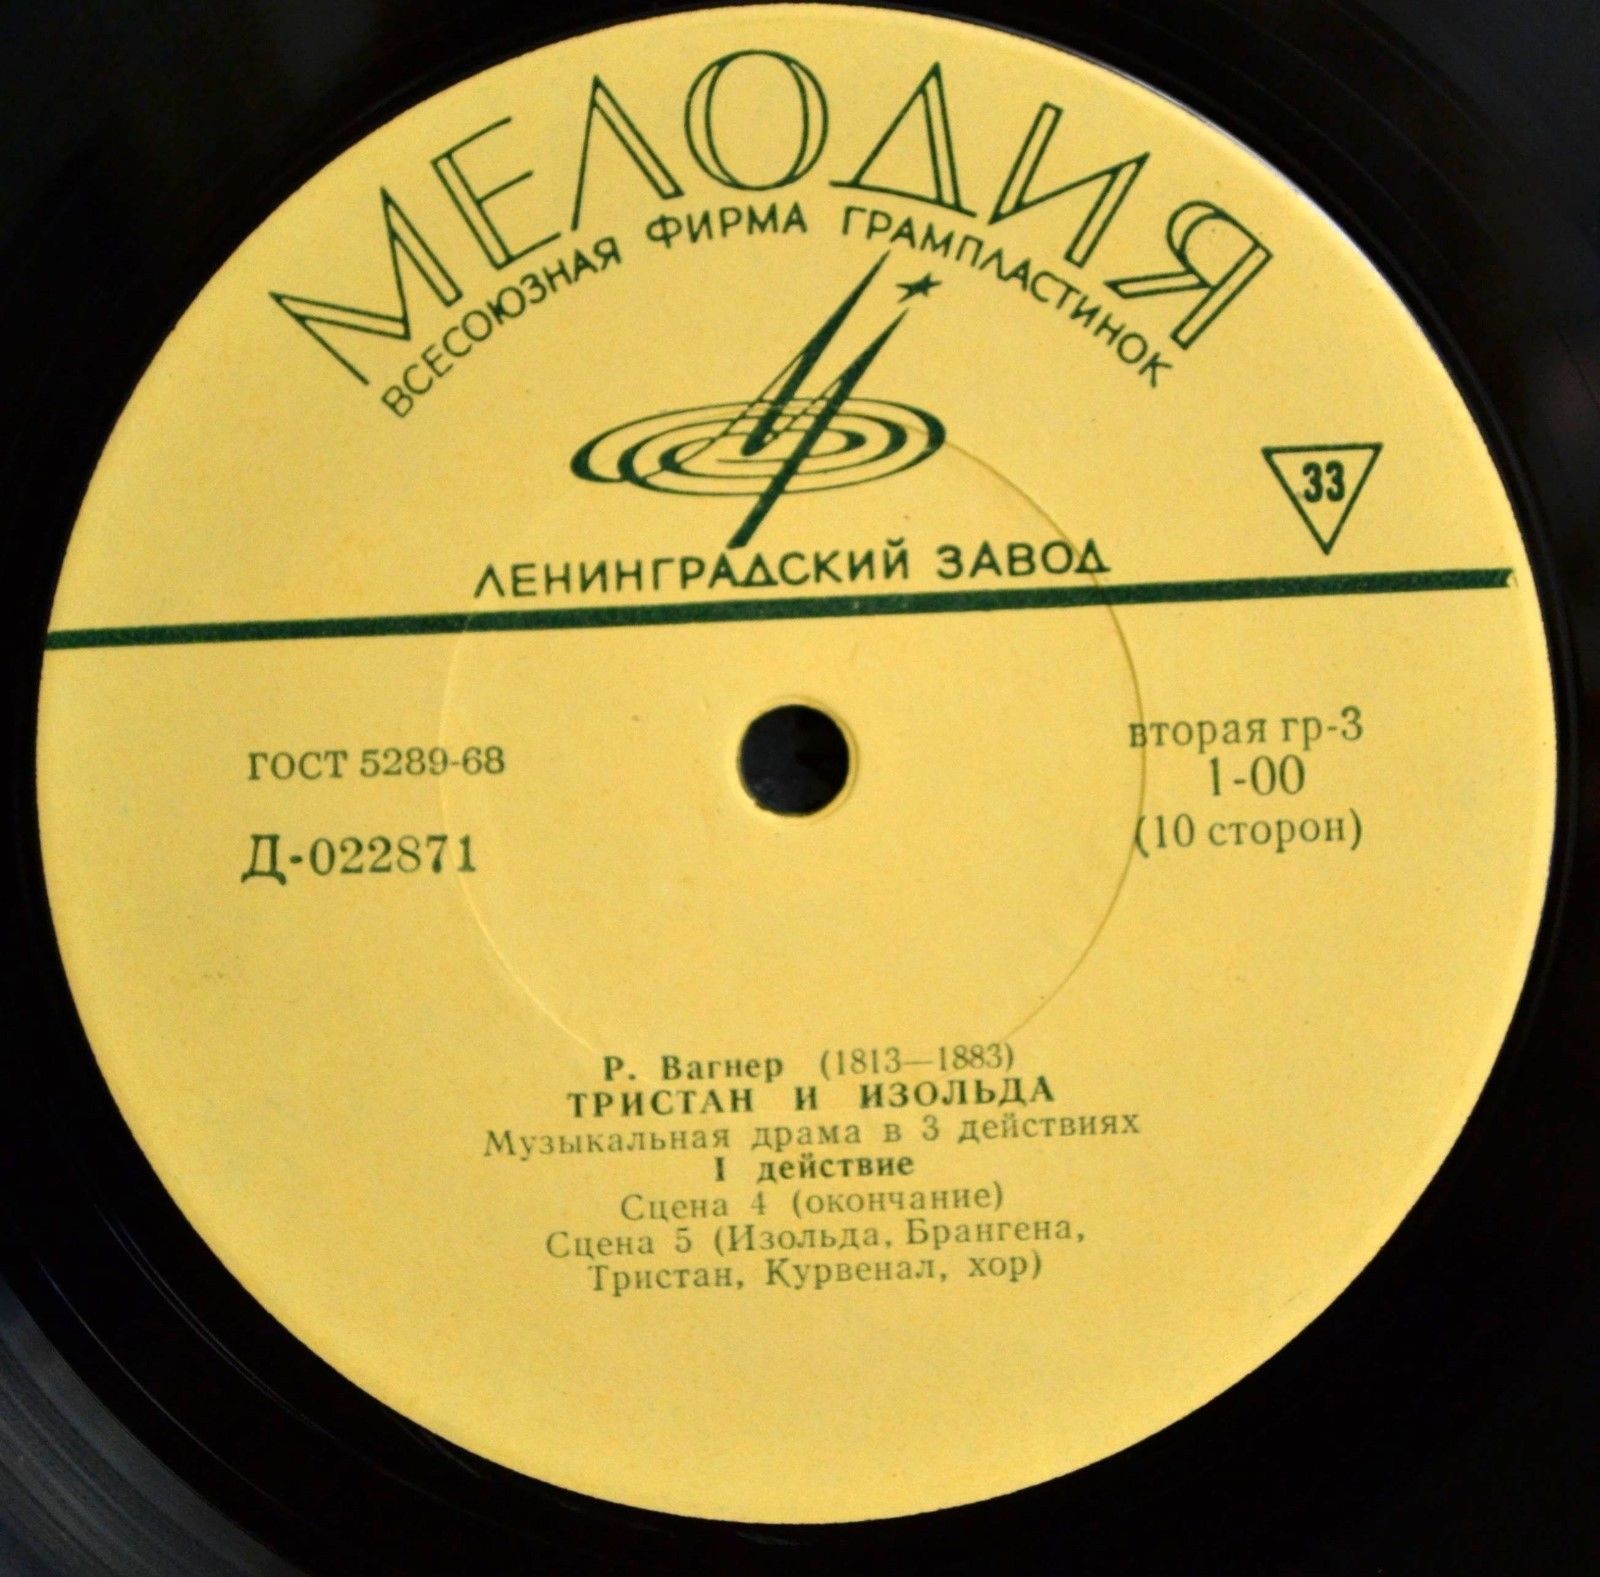 МЕЛОДИЯ
ВСЕСОЮЗНАЯ ФИРМА ГРАМПЛАСТИНОК
33
ЛЕНИНГРАДСКИЙ ЗАВОД
ГОСТ 5289-68
Д-022871
вторая гр-3
1-00
(10 сторон)
Р. Вагнер (1813—1883)
ТРИСТАН И ИЗОЛЬДА
Музыкальная драма в 3 действиях
I действие
Сцена 4 (окончание)
Сцена 5 (Изольда, Брангена,
Тристан, Курвенал, хор)